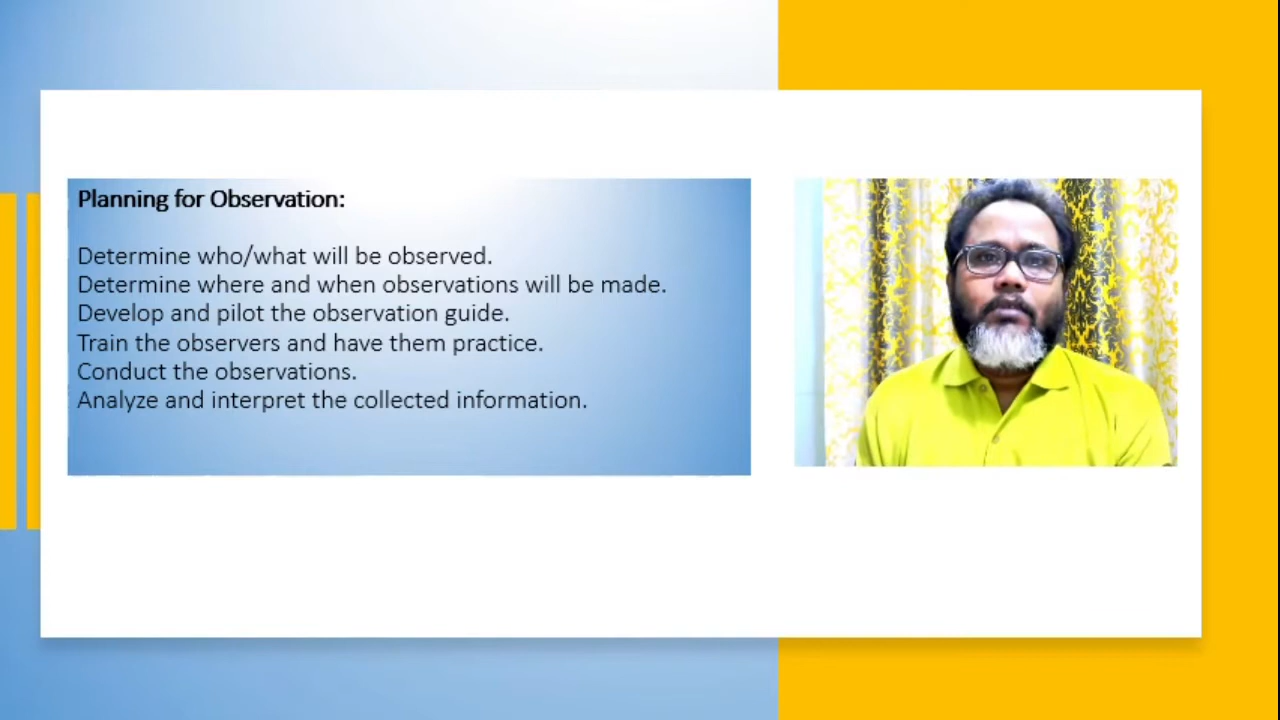 Planning for Observation:
Determine who/what will be observed.
Determine where and when observations will be made.
Develop and pilot the observation guide.
Train the observers and have them practice.
Conduct the observations.
Analyze and interpret the collected information.